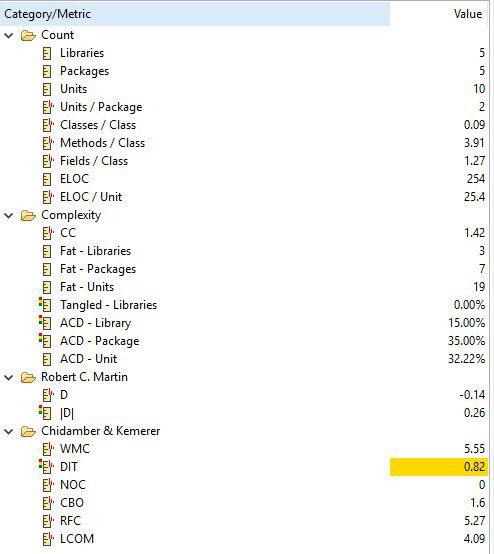 Category/Metric Value
Count
Libraries 5
Packages 5
Units 10
Units / Package 2
Classes / Class 0.09
Methods / Class 3.91
Fields / Class 1.27
ELOC 254
ELOC / Unit 25.4
Complexity
CC 1.42
Fat - Libraries 3
Fat - Packages 7
Fat - Units 19
Tangled - Libraries 0.00%
ACD - Library 15.00%
ACD - Package 35.00%
ACD - Unit 32.22%
Robert C. Martin
D -0.14
|D| 0.26
Chidamber & Kemerer
WMC 5.55
DIT 0.82
NOC 0
CBO 1.6
RFC 5.27
LCOM 4.09